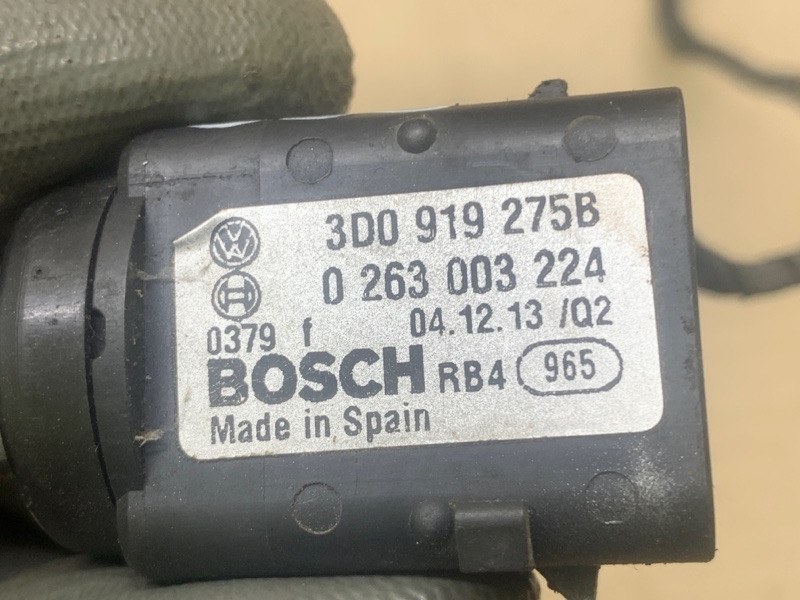 3D0 919 275B
0 263 003 224
04.12.13 /Q2
0379 f
BOSCH RB4 965
Made in Spain